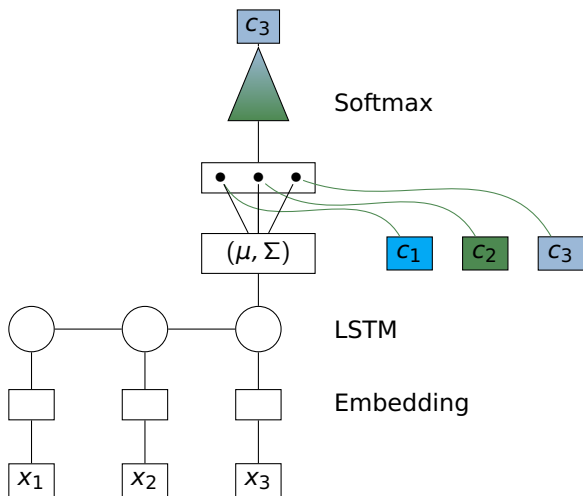 c₃
Softmax
(μ, Σ)
c₁ c₂ c₃
LSTM
Embedding
x₁ x₂ x₃